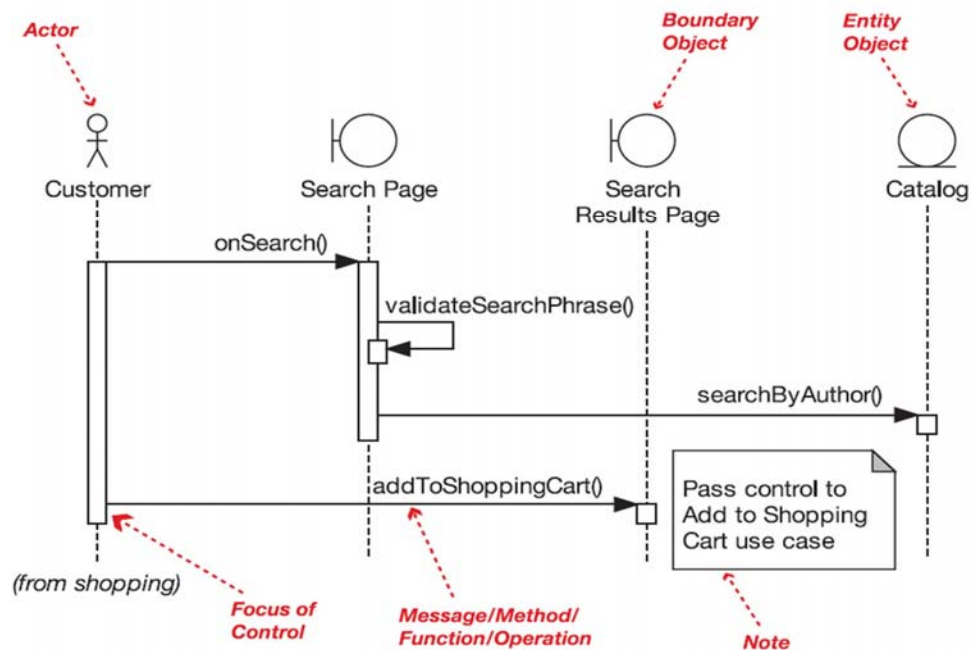 Actor
Boundary
Object
Entity
Object
Customer
Search Page
Search
Results Page
Catalog
onSearch()
validateSearchPhrase()
searchByAuthor()
addToShoppingCart()
Pass control to
Add to Shopping
Cart use case
(from shopping)
Focus of
Control
Message/Method/
Function/Operation
Note